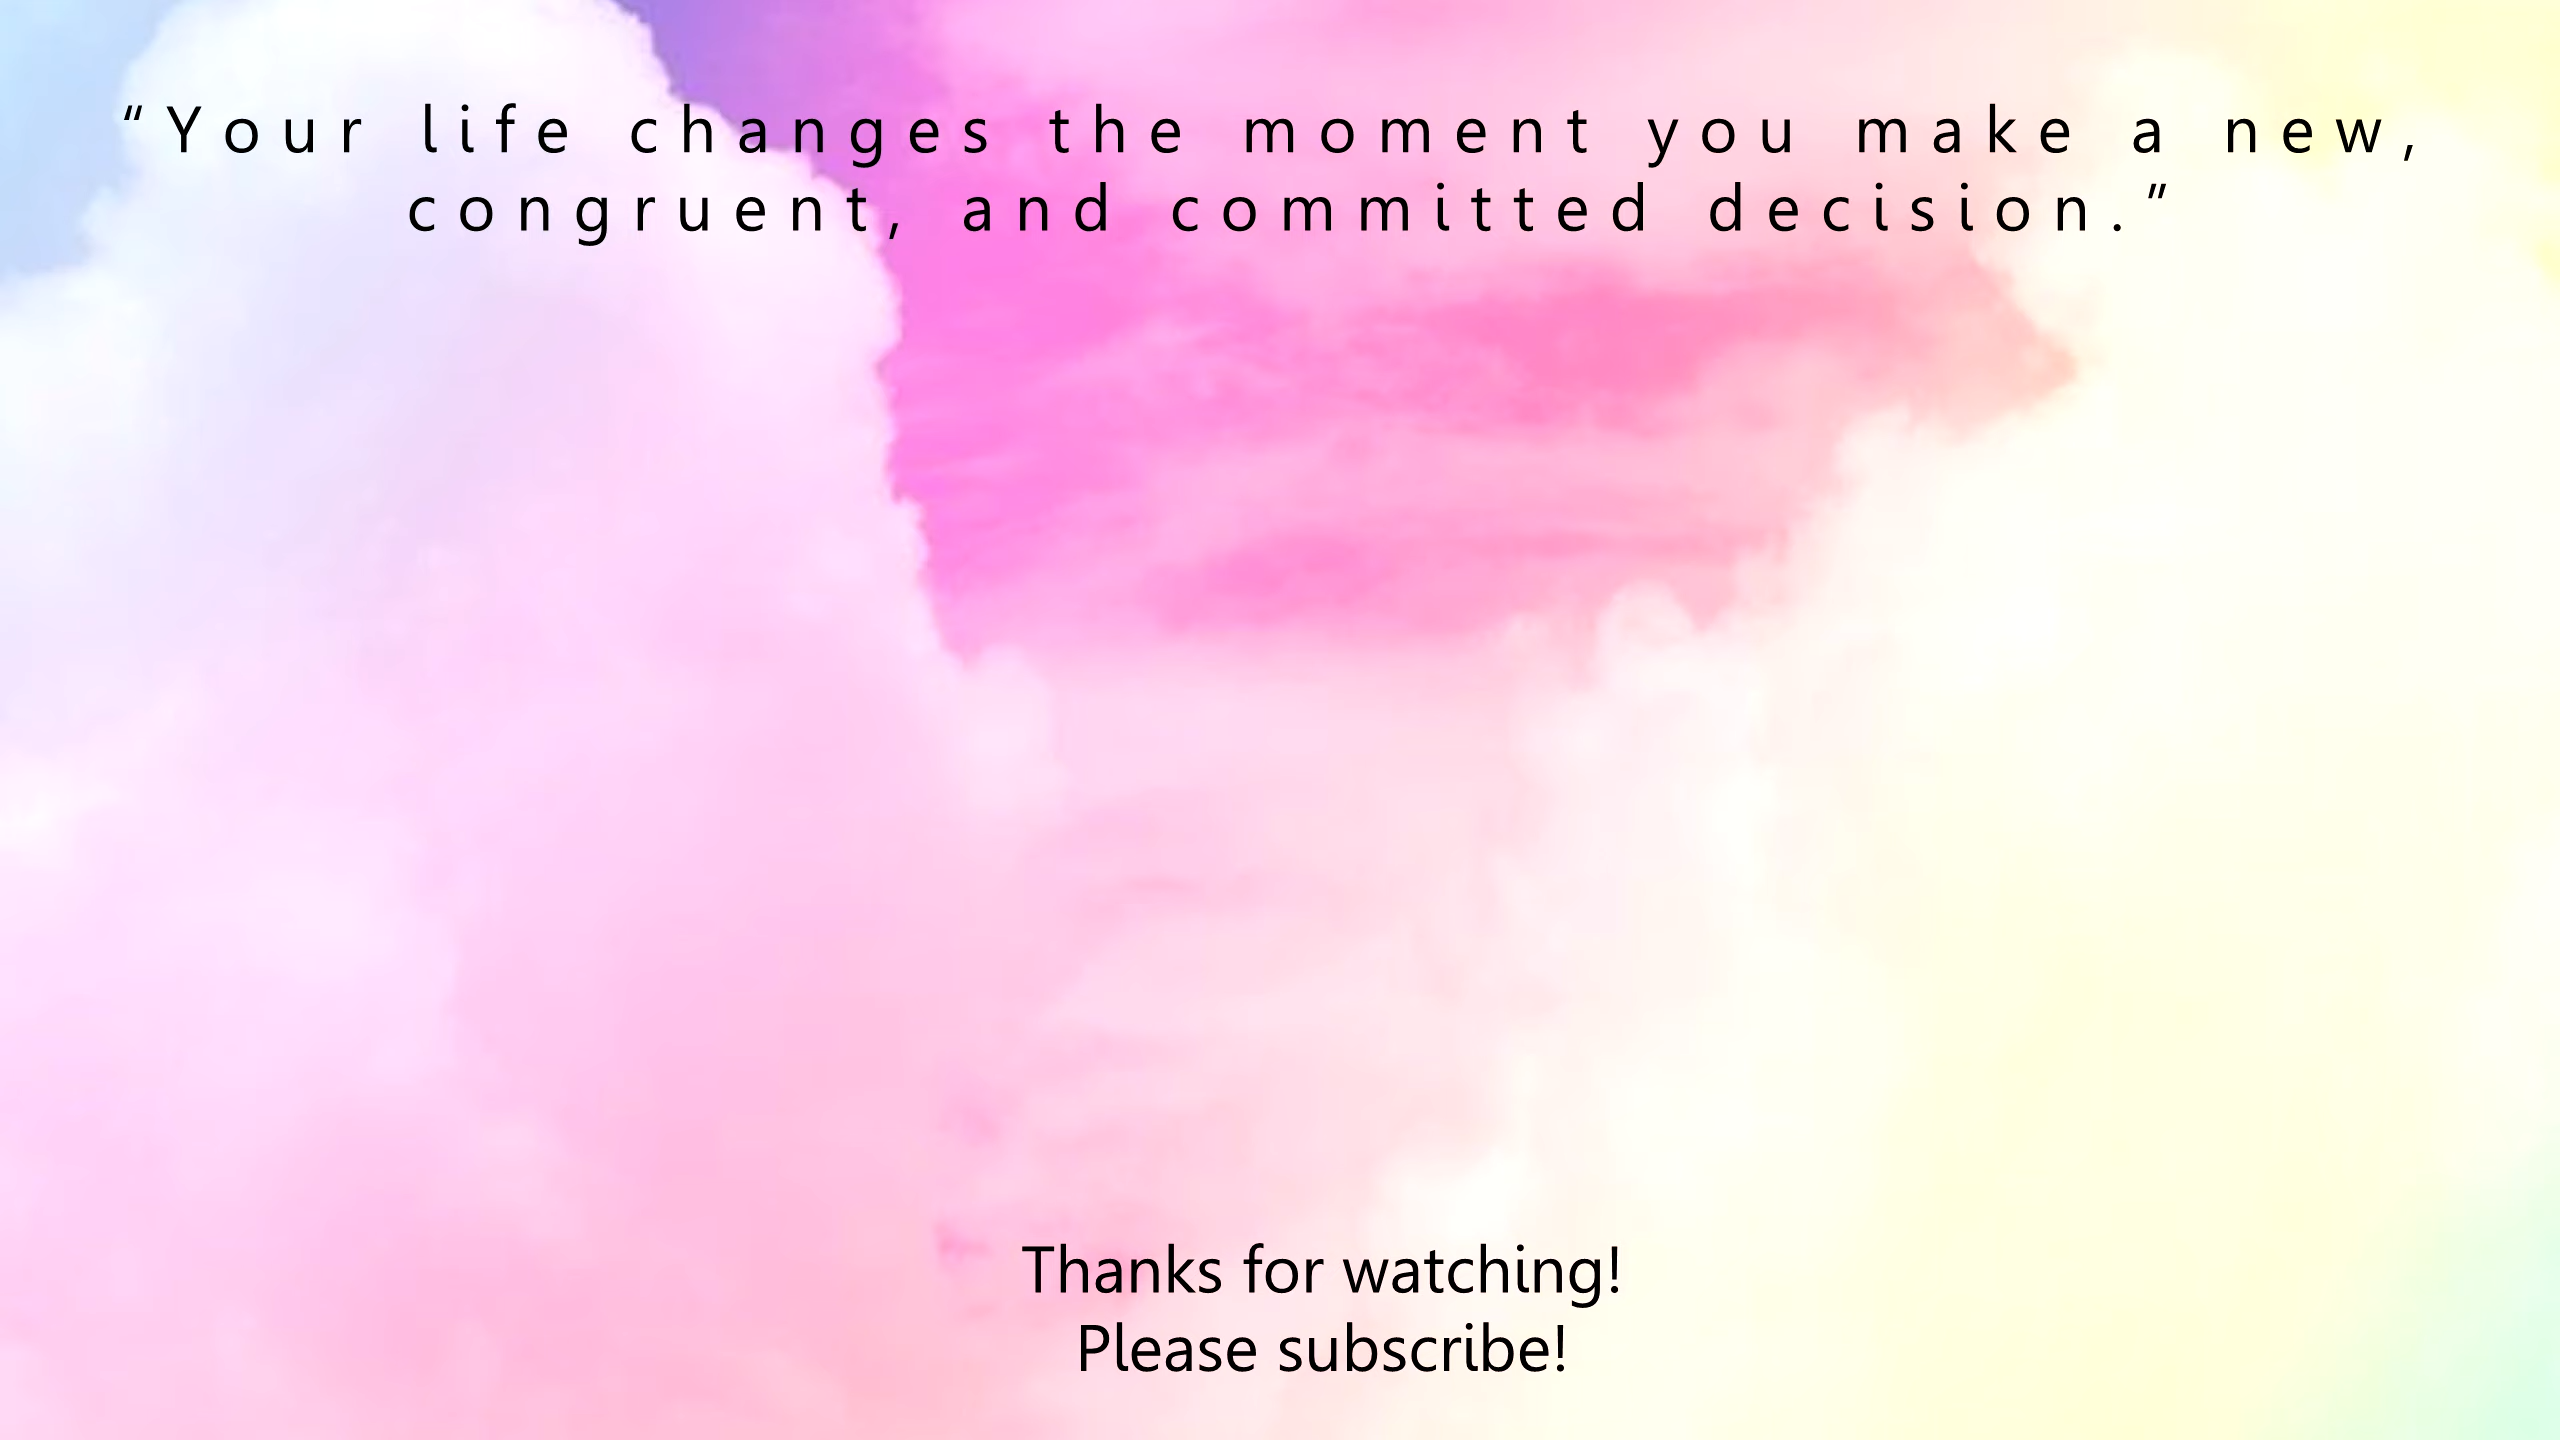 “Your life changes the moment you make a new,
congruent, and committed decision.”
Thanks for watching!
Please subscribe!